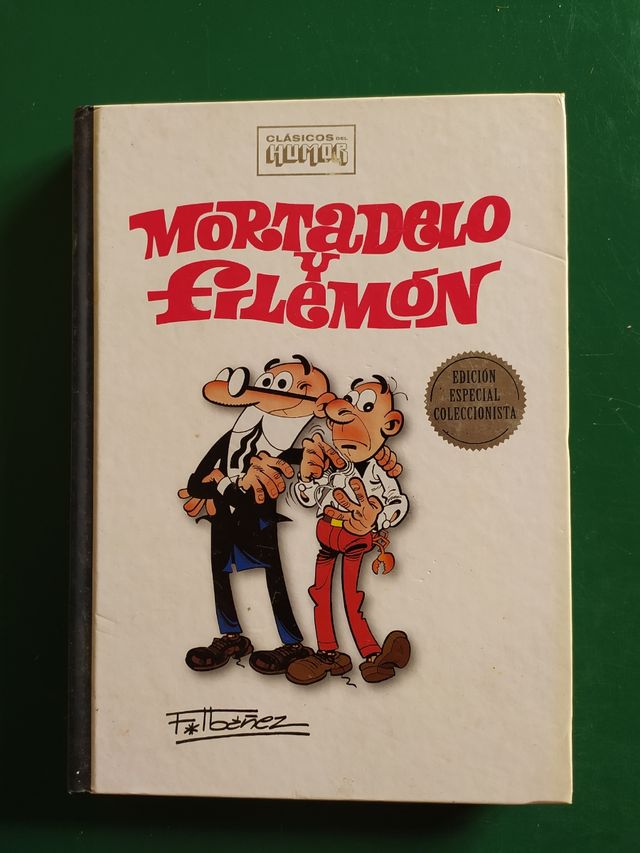 CLÁSICOS DEL
HUMOR
MORTADELO
Y
FILEMÓN
EDICIÓN
ESPECIAL
COLECCIONISTA
F. Ibáñez